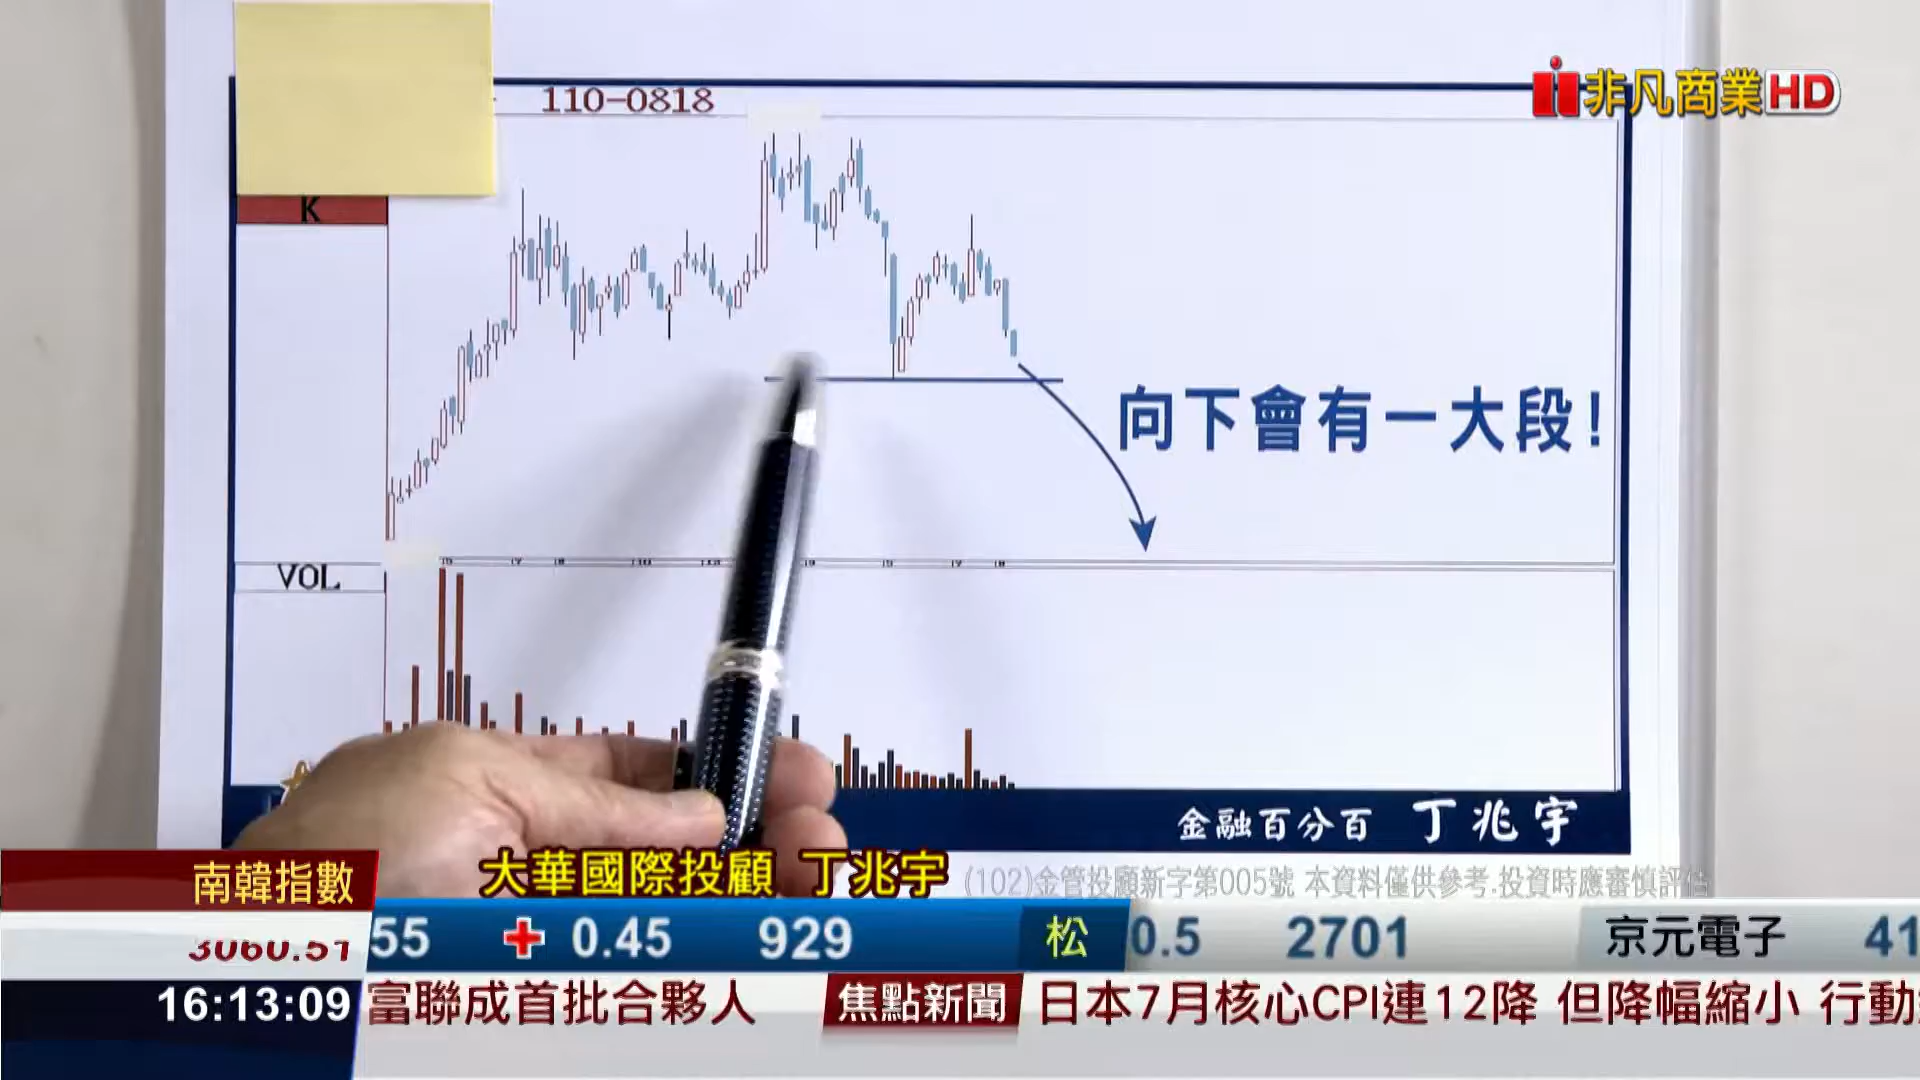 110-0818
非凡商業HD
K
向下會有一大段!
VOL
金融百分百 丁兆宇
南韓指數
大華國際投顧 丁兆宇
(102)金管投顧新字第005號 本資料僅供參考.投資時應審慎評估
3060.51
55 + 0.45 929 松 0.5 2701 京元電子 41
16:13:09
富聯成首批合夥人 焦點新聞 日本7月核心CPI連12降 但降幅縮小 行動